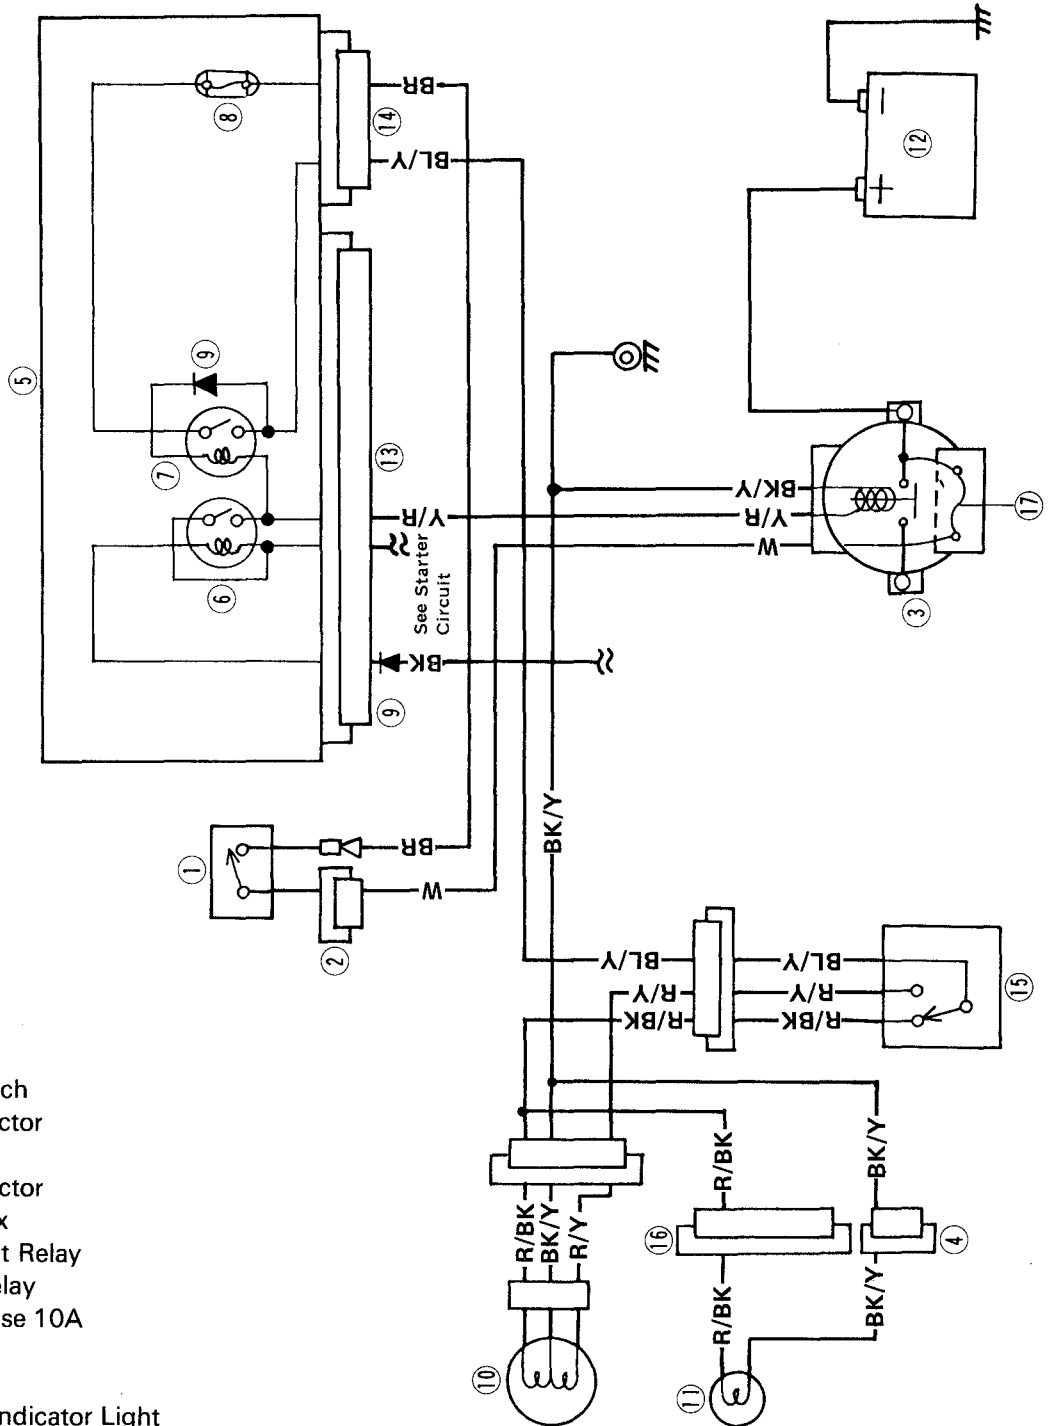 5
8
BR
14
BL/Y
12
9
7
6
13
Y/R
See Starter
Circuit
BK
9
BK/Y
Y/R
W
17
3
1
BR
W
2
BK/Y
BL/Y
R/Y
R/BK
BL/Y
R/Y
R/BK
15
R/BK
BK/Y
R/BK
BK/Y
R/Y
16
4
R/BK
BK/Y
10
11
ch
ctor
ctor
x
t Relay
elay
se 10A
ndicator Light